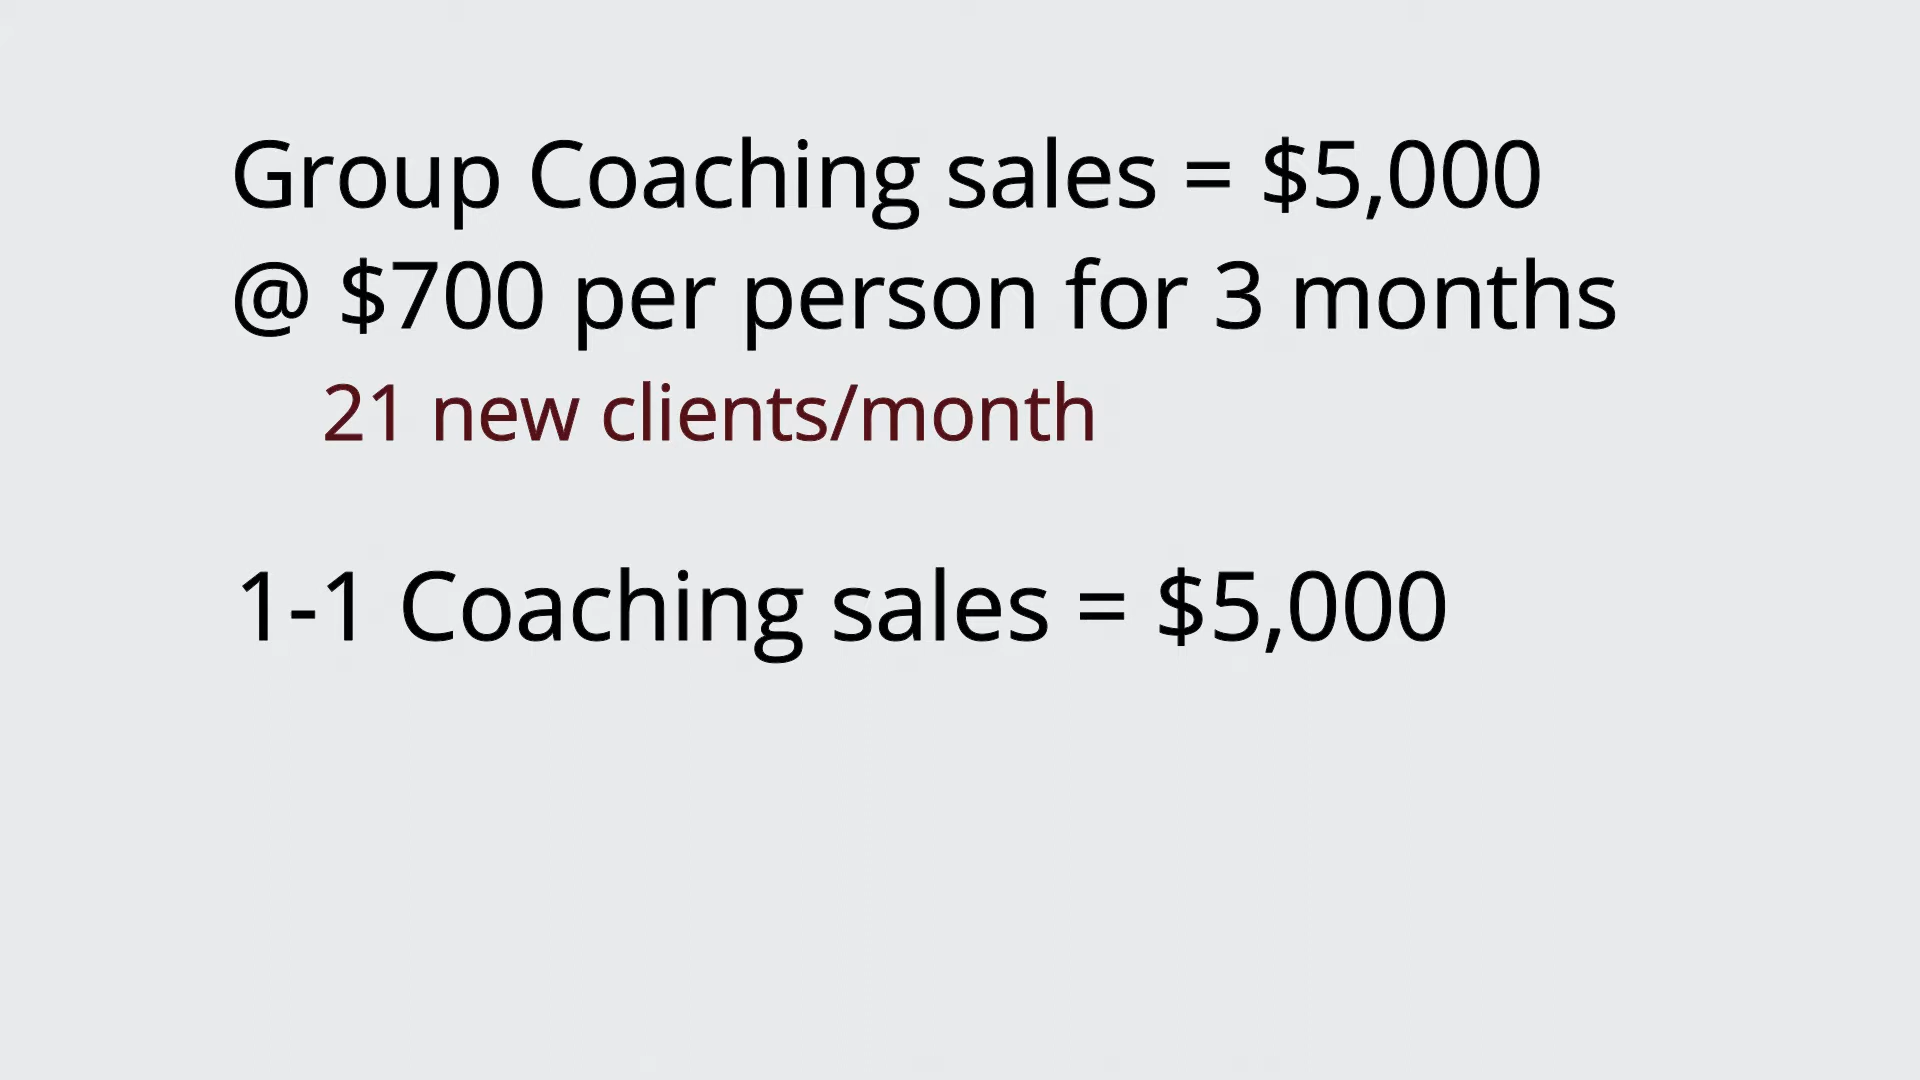 Group Coaching sales = $5,000
@ $700 per person for 3 months
21 new clients/month
1-1 Coaching sales = $5,000